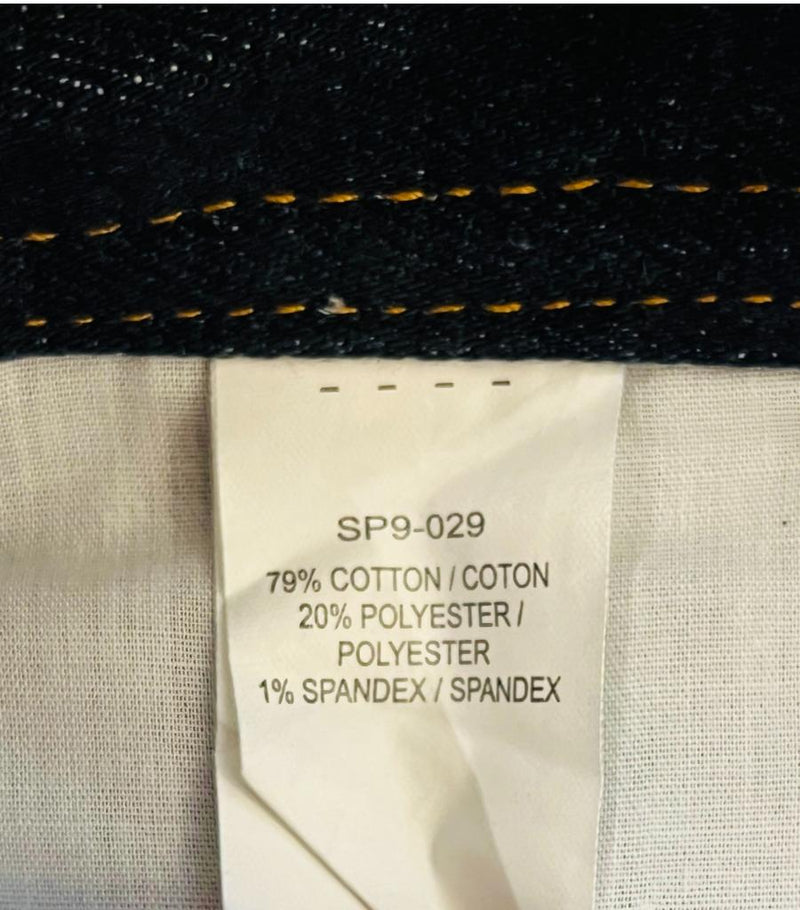 SP9-029
79% COTTON / COTON
20% POLYESTER /
POLYESTER
1% SPANDEX / SPANDEX